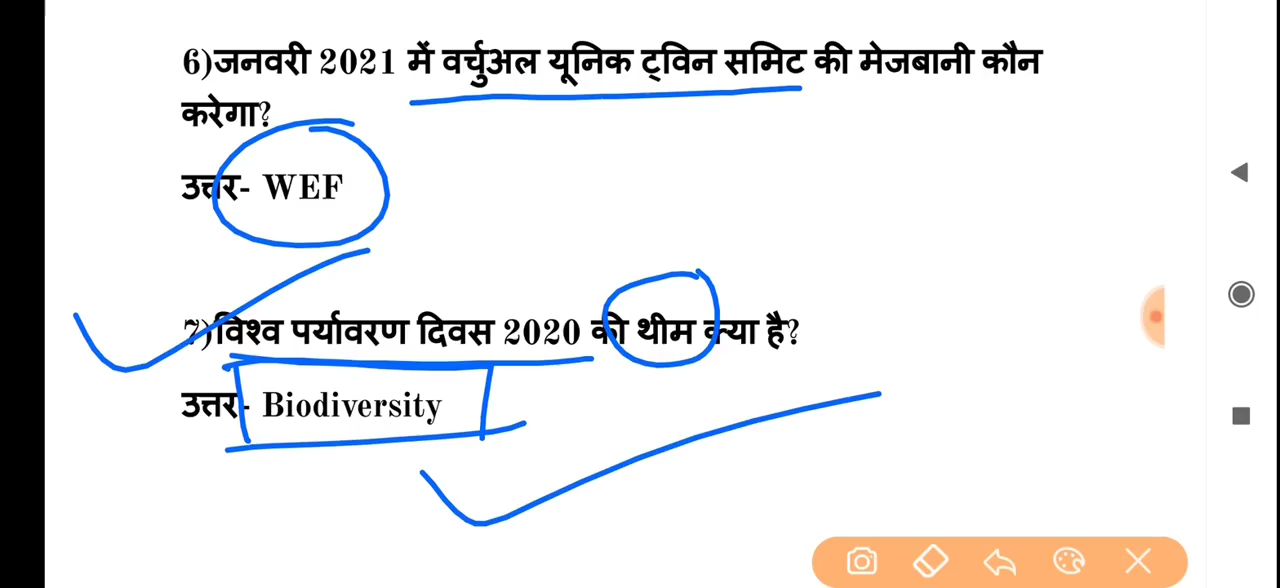 6)जनवरी 2021 में वर्चुअल यूनिक ट्विन समिट की मेजबानी कौन
करेगा?
उत्तर- WEF
7)विश्व पर्यावरण दिवस 2020 की थीम क्या है?
उत्तर- Biodiversity